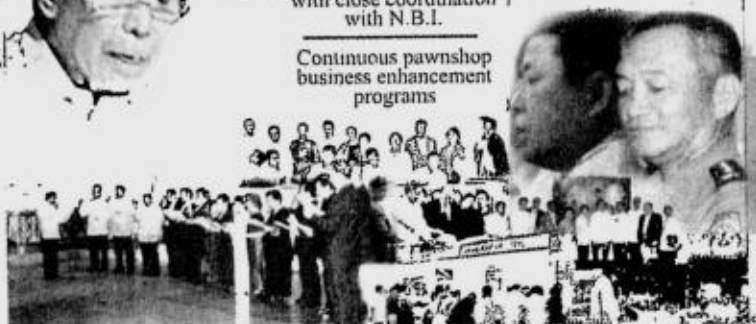 with close coordination
with N.B.I.
Continuous pawnshop
business enhancement
programs